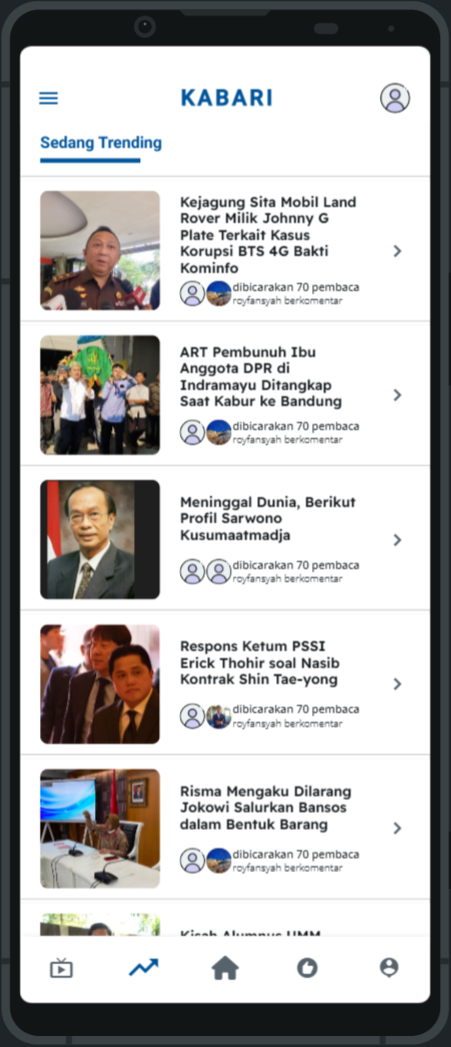 KABARI
Sedang Trending
Kejagung Sita Mobil Land
Rover Milik Johnny G
Plate Terkait Kasus
Korupsi BTS 4G Bakti
Kominfo
dibicarakan 70 pembaca
royfansyah berkomentar
ART Pembunuh Ibu
Anggota DPR di
Indramayu Ditangkap
Saat Kabur ke Bandung
dibicarakan 70 pembaca
royfansyah berkomentar
Meninggal Dunia, Berikut
Profil Sarwono
Kusumaatmadja
dibicarakan 70 pembaca
royfansyah berkomentar
Respons Ketum PSSI
Erick Thohir soal Nasib
Kontrak Shin Tae-yong
dibicarakan 70 pembaca
royfansyah berkomentar
Risma Mengaku Dilarang
Jokowi Salurkan Bansos
dalam Bentuk Barang
dibicarakan 70 pembaca
royfansyah berkomentar
Kisah Alumnus UMM